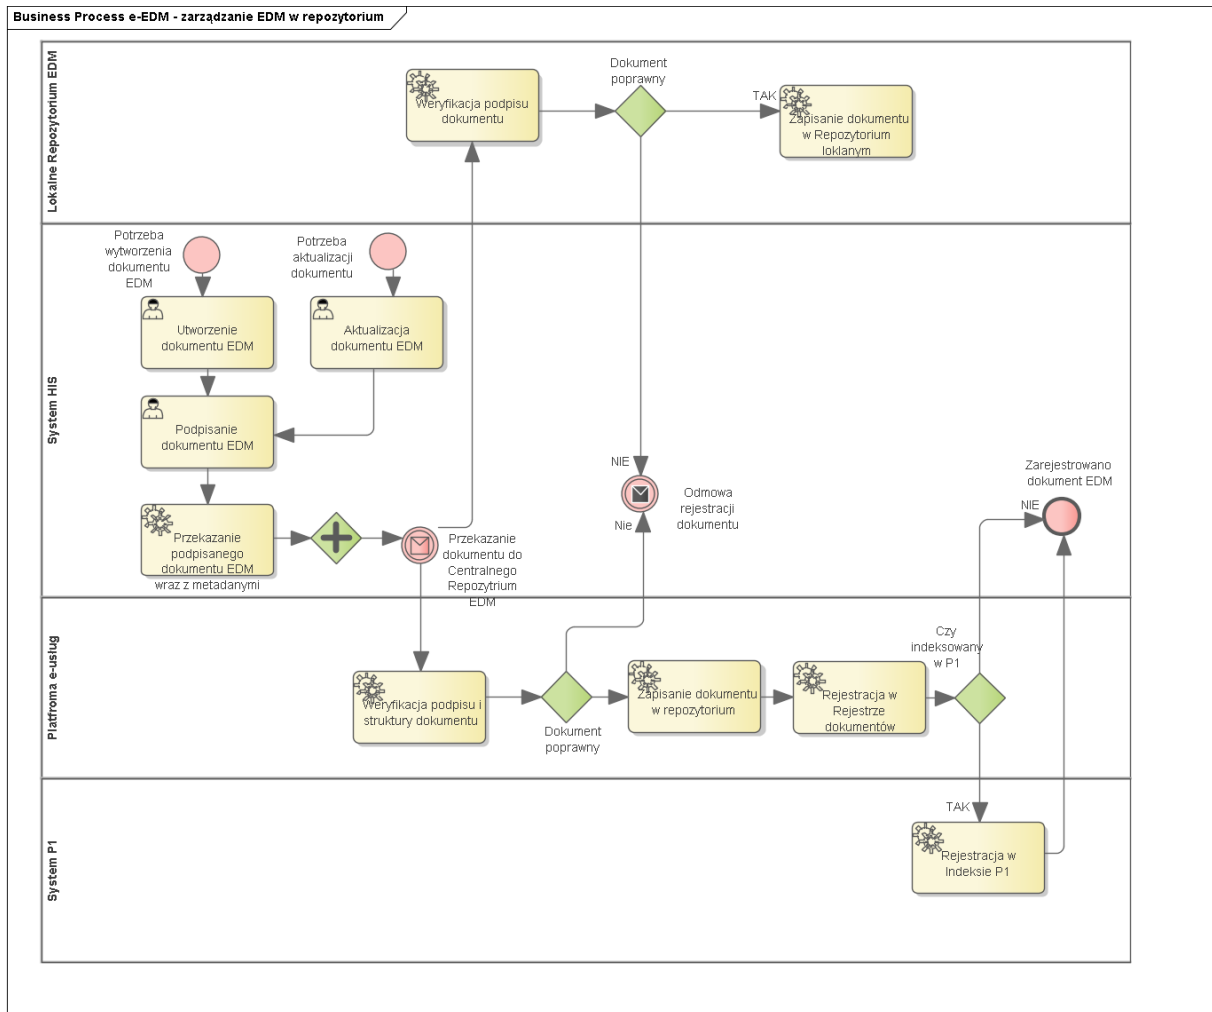 Business Process e-EDM - zarządzanie EDM w repozytorium
Lokalne Repozytorium EDM
Weryfikacja podpisu
dokumentu
Dokument
poprawny
TAK
Zapisanie dokumentu
w Repozytorium
loklanym
System HIS
Potrzeba
wytworzenia
dokumentu
EDM
Potrzeba
aktualizacji
dokumentu
Utworzenie
dokumentu EDM
Aktualizacja
dokumentu EDM
Podpisanie
dokumentu EDM
Przekazanie
podpisanego
dokumentu EDM
wraz z metadanymi
Przekazanie
dokumentu do
Centralnego
Repozytrium
EDM
NIE
Nie
Odmowa
rejestracji
dokumentu
Zarejestrowano
dokument EDM
NIE
Platfroma e-usług
Weryfikacja podpisu i
struktury dokumentu
Dokument
poprawny
Zapisanie dokumentu
w repozytorium
Rejestracja w
Rejestrze
dokumentów
Czy
indeksowany
w P1
System P1
TAK
Rejestracja w
Indeksie P1